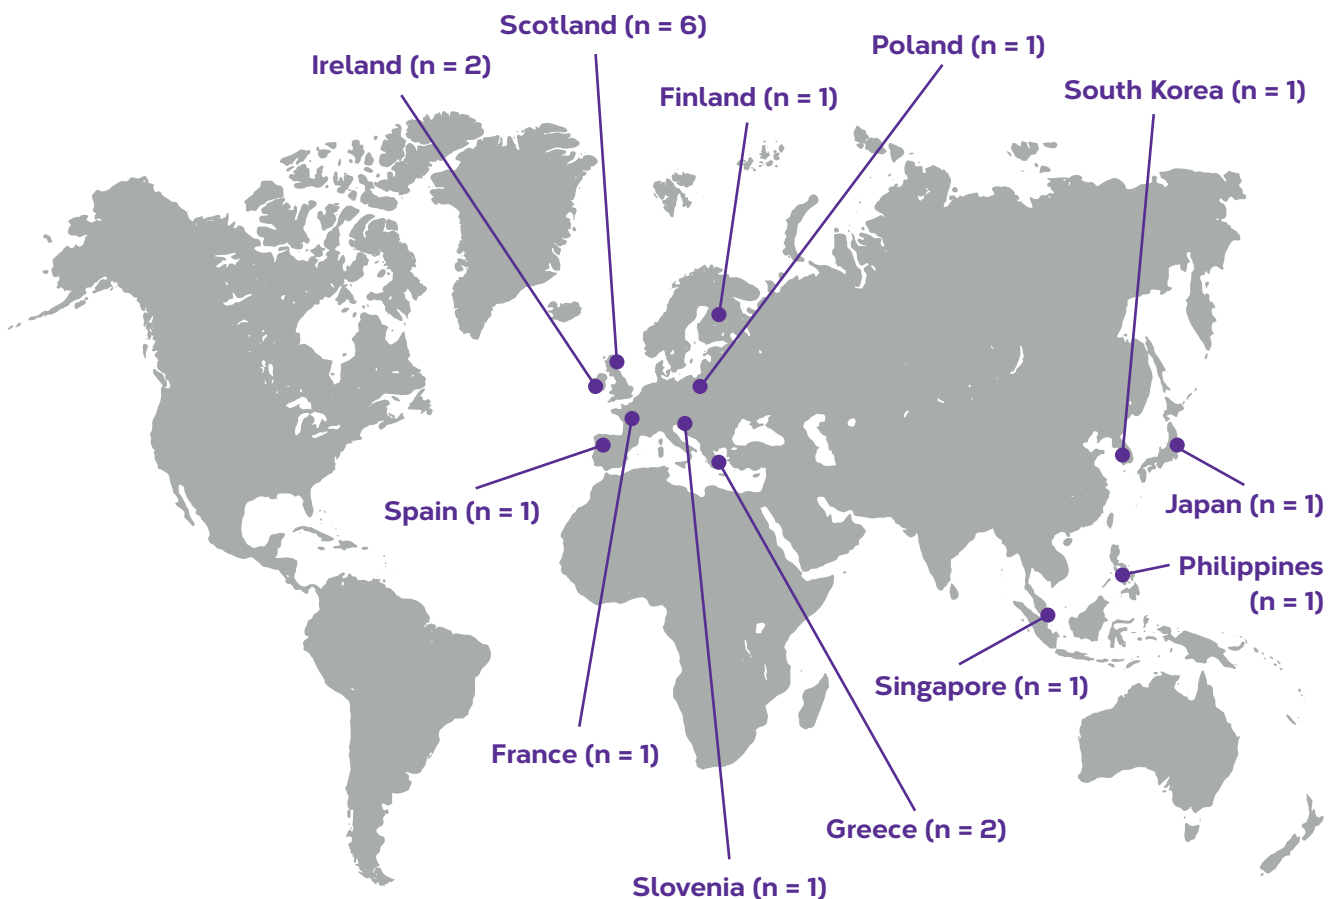 Scotland (n = 6)
Poland (n = 1)
Ireland (n = 2)
Finland (n = 1)
South Korea (n = 1)
Spain (n = 1)
Japan (n = 1)
Philippines
(n = 1)
Singapore (n = 1)
France (n = 1)
Greece (n = 2)
Slovenia (n = 1)